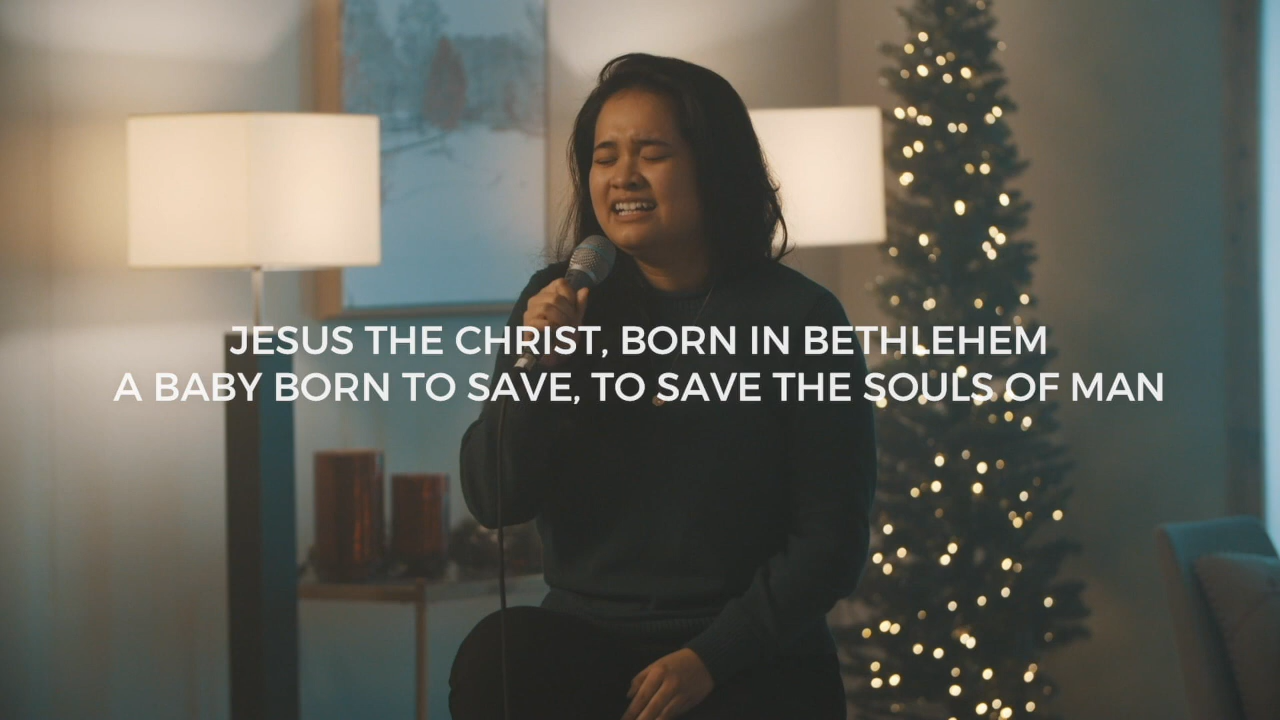 JESUS THE CHRIST, BORN IN BETHLEHEM
A BABY BORN TO SAVE, TO SAVE THE SOULS OF MAN